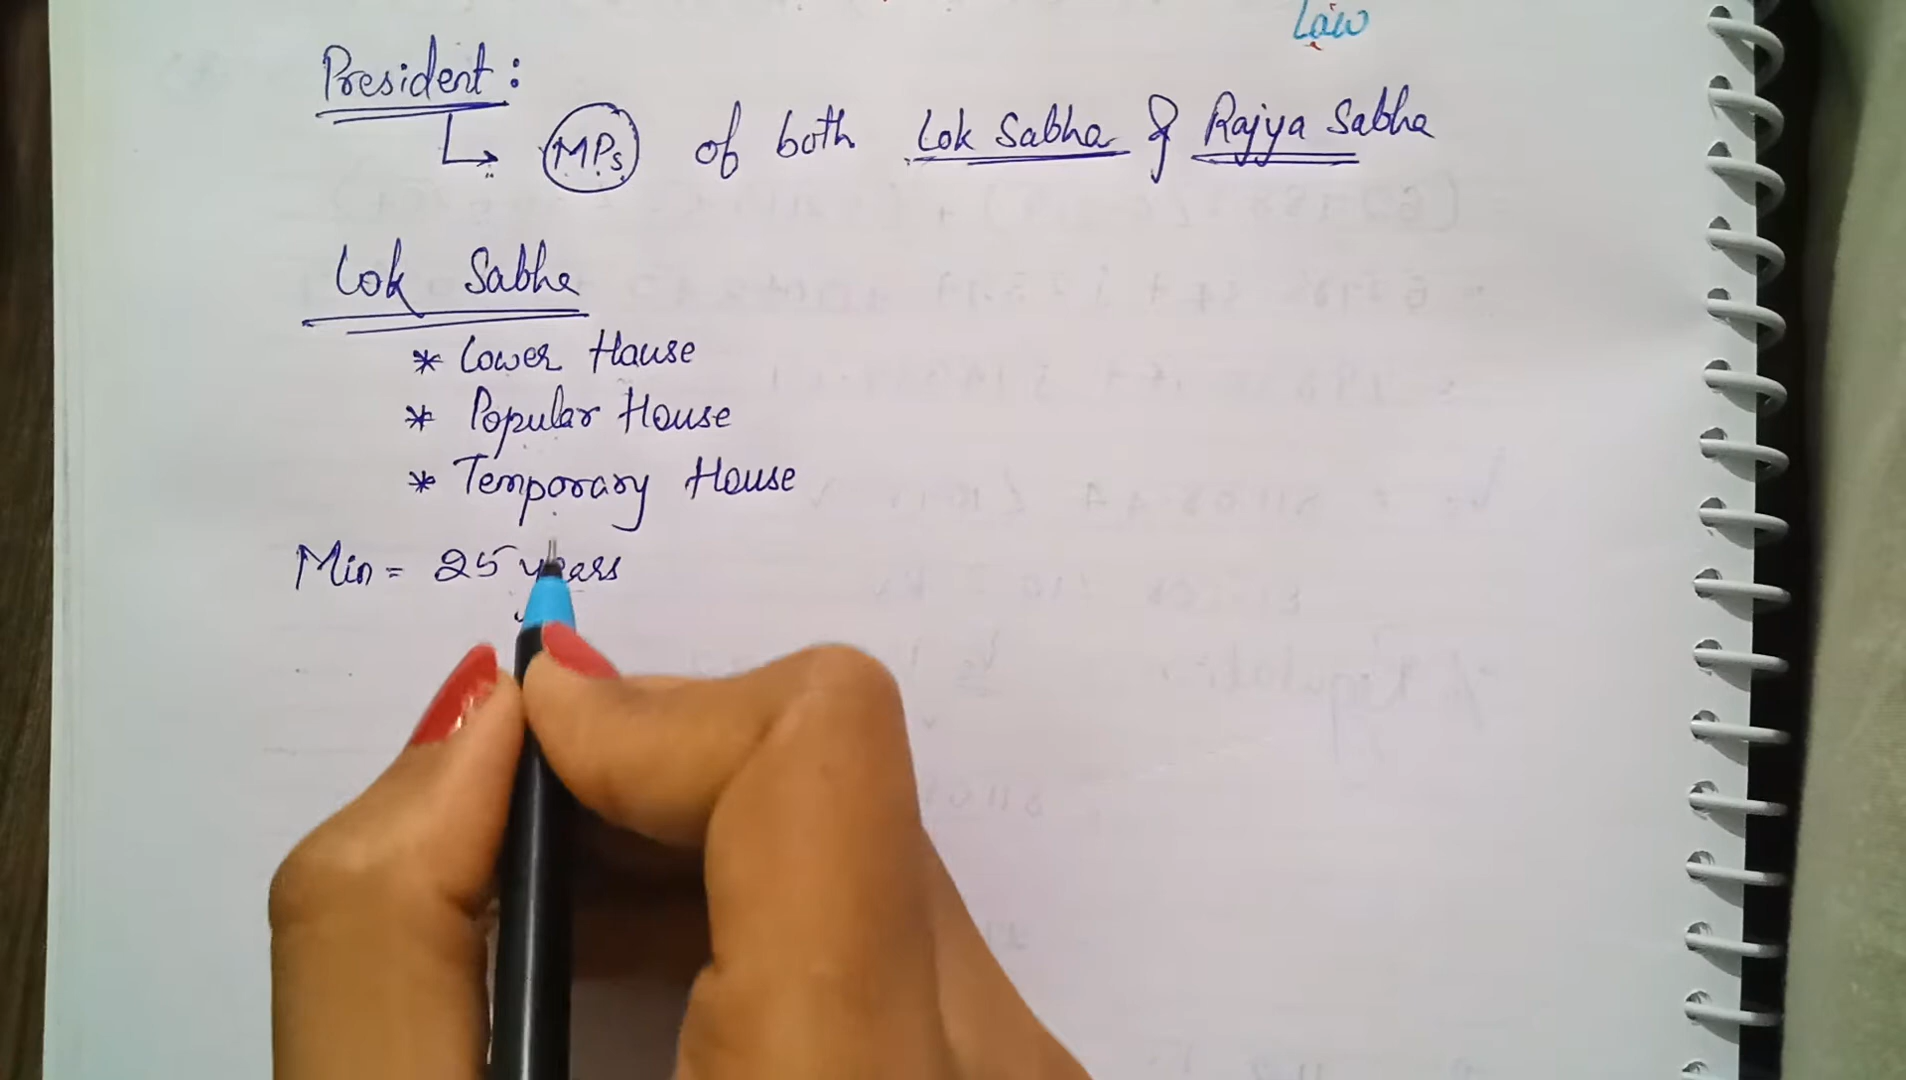 Law
President:
MPs of both Lok Sabha & Rajya Sabha
Lok Sabha
* Lower House
* Popular House
* Temporary House
Min = 25 years